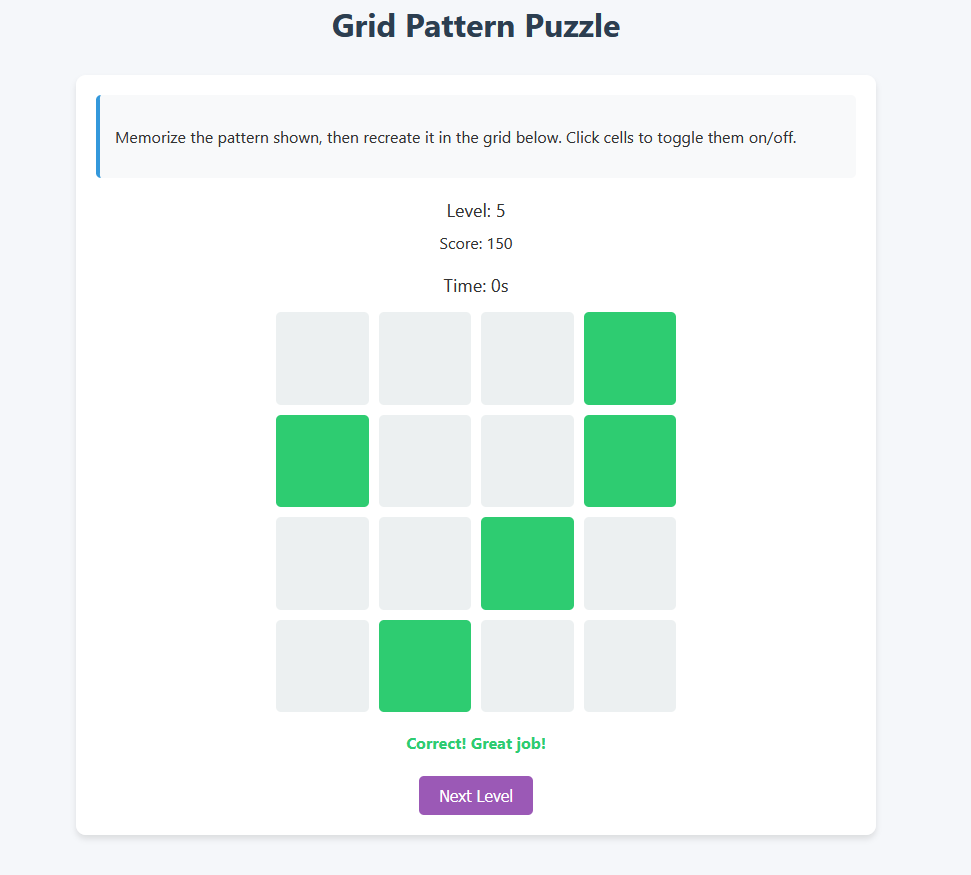 Grid Pattern Puzzle
Memorize the pattern shown, then recreate it in the grid below. Click cells to toggle them on/off.
Level: 5
Score: 150
Time: 0s
Correct! Great job!
Next Level